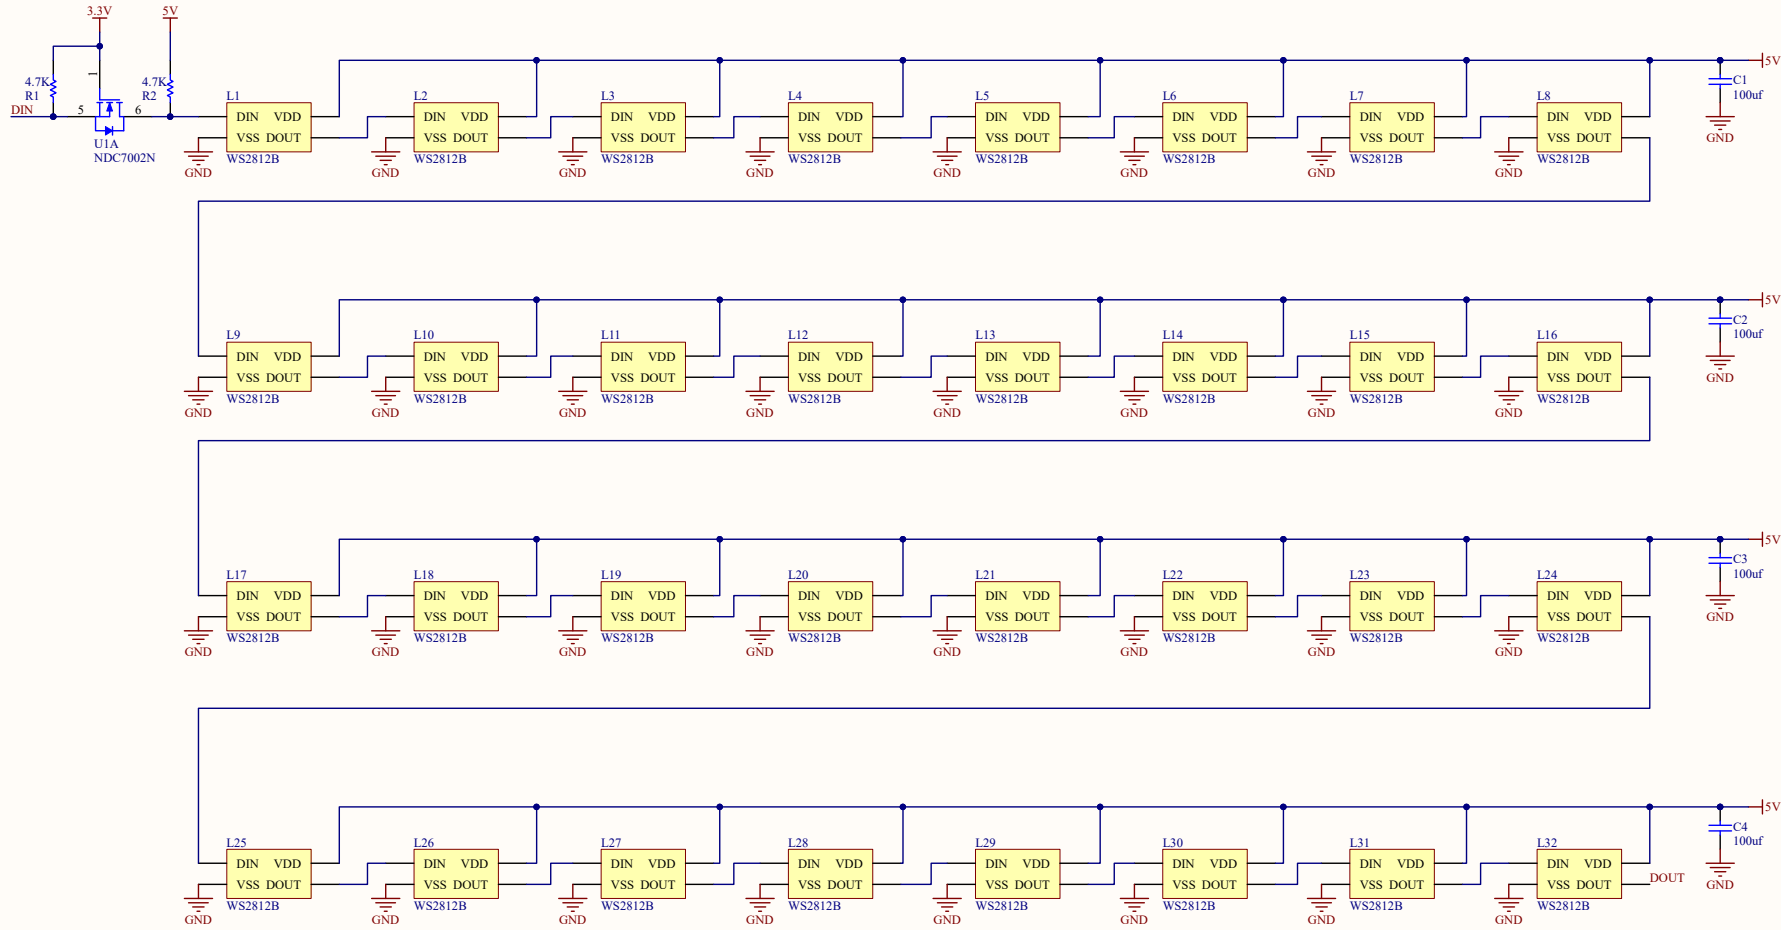 3.3V 5V
5V
4.7K 4.7K
R1 R2
1
C1
100uf
L1 L2 L3 L4 L5 L6 L7 L8
DIN 5 6 DIN VDD DIN VDD DIN VDD DIN VDD DIN VDD DIN VDD DIN VDD DIN VDD
VSS DOUT VSS DOUT VSS DOUT VSS DOUT VSS DOUT VSS DOUT VSS DOUT VSS DOUT GND
U1A
NDC7002N WS2812B WS2812B WS2812B WS2812B WS2812B WS2812B WS2812B WS2812B
GND GND GND GND GND GND GND GND
5V
C2
100uf
L9 L10 L11 L12 L13 L14 L15 L16
DIN VDD DIN VDD DIN VDD DIN VDD DIN VDD DIN VDD DIN VDD DIN VDD
VSS DOUT VSS DOUT VSS DOUT VSS DOUT VSS DOUT VSS DOUT VSS DOUT VSS DOUT GND
WS2812B WS2812B WS2812B WS2812B WS2812B WS2812B WS2812B WS2812B
GND GND GND GND GND GND GND GND
5V
C3
100uf
L17 L18 L19 L20 L21 L22 L23 L24
DIN VDD DIN VDD DIN VDD DIN VDD DIN VDD DIN VDD DIN VDD DIN VDD
VSS DOUT VSS DOUT VSS DOUT VSS DOUT VSS DOUT VSS DOUT VSS DOUT VSS DOUT GND
WS2812B WS2812B WS2812B WS2812B WS2812B WS2812B WS2812B WS2812B
GND GND GND GND GND GND GND GND
5V
C4
100uf
L25 L26 L27 L28 L29 L30 L31 L32
DIN VDD DIN VDD DIN VDD DIN VDD DIN VDD DIN VDD DIN VDD DIN VDD
VSS DOUT VSS DOUT VSS DOUT VSS DOUT VSS DOUT VSS DOUT VSS DOUT VSS DOUT DOUT GND
WS2812B WS2812B WS2812B WS2812B WS2812B WS2812B WS2812B WS2812B
GND GND GND GND GND GND GND GND